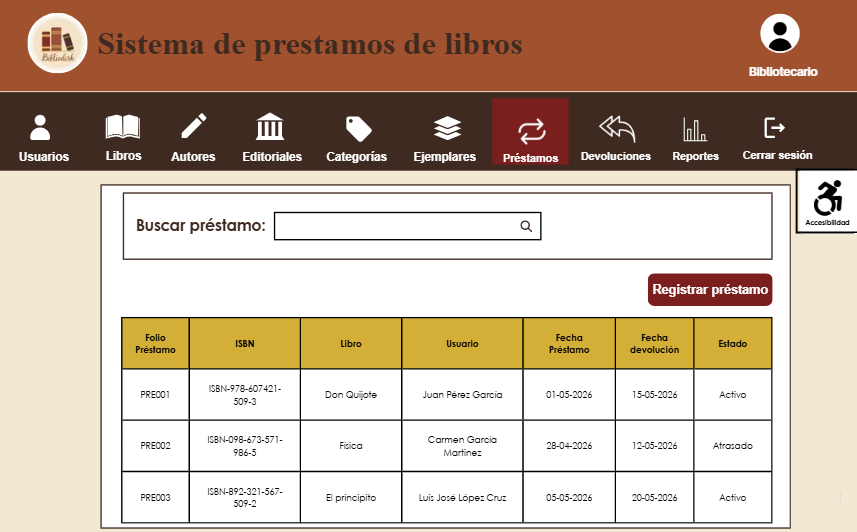 Bibliodesk
Sistema de prestamos de libros
Bibliotecario
Usuarios
Libros
Autores
Editoriales
Categorías
Ejemplares
Préstamos
Devoluciones
Reportes
Cerrar sesión
Accesibilidad
Buscar préstamo:
Registrar préstamo
Folio
Préstamo
ISBN
Libro
Usuario
Fecha
Préstamo
Fecha
devolución
Estado
PRE001
ISBN-978-607421-
509-3
Don Quijote
Juan Pérez García
01-05-2026
15-05-2026
Activo
PRE002
ISBN-098-673-571-
986-5
Física
Carmen García
Martínez
28-04-2026
12-05-2026
Atrasado
PRE003
ISBN-892-321-567-
509-2
El principito
Luis José López Cruz
05-05-2026
20-05-2026
Activo